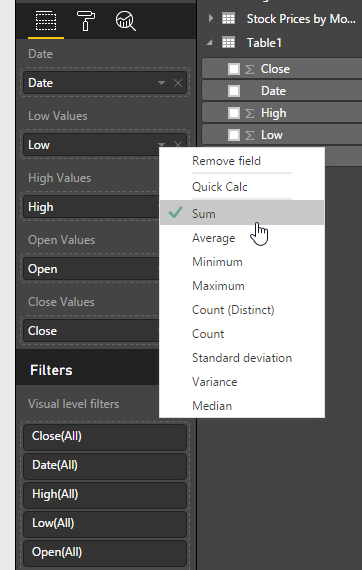 Date
Date
Low Values
Low
High Values
High
Open Values
Open
Close Values
Close
Filters
Visual level filters
Close(All)
Date(All)
High(All)
Low(All)
Open(All)
Remove field
Quick Calc
Sum
Average
Minimum
Maximum
Count (Distinct)
Count
Standard deviation
Variance
Median
Stock Prices by Mo...
Table1
Σ Close
Date
Σ High
Σ Low